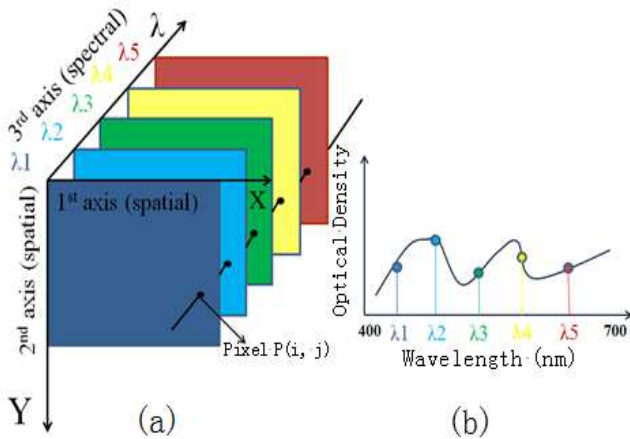 λ
3rd axis (spectral)
λ1
λ2
λ3
λ4
λ5
1st axis (spatial)
X
2nd axis (spatial)
Y
Pixel P(i, j)
(a)
Optical Density
400
λ1
λ2
λ3
λ4
λ5
700
Wavelength (nm)
(b)